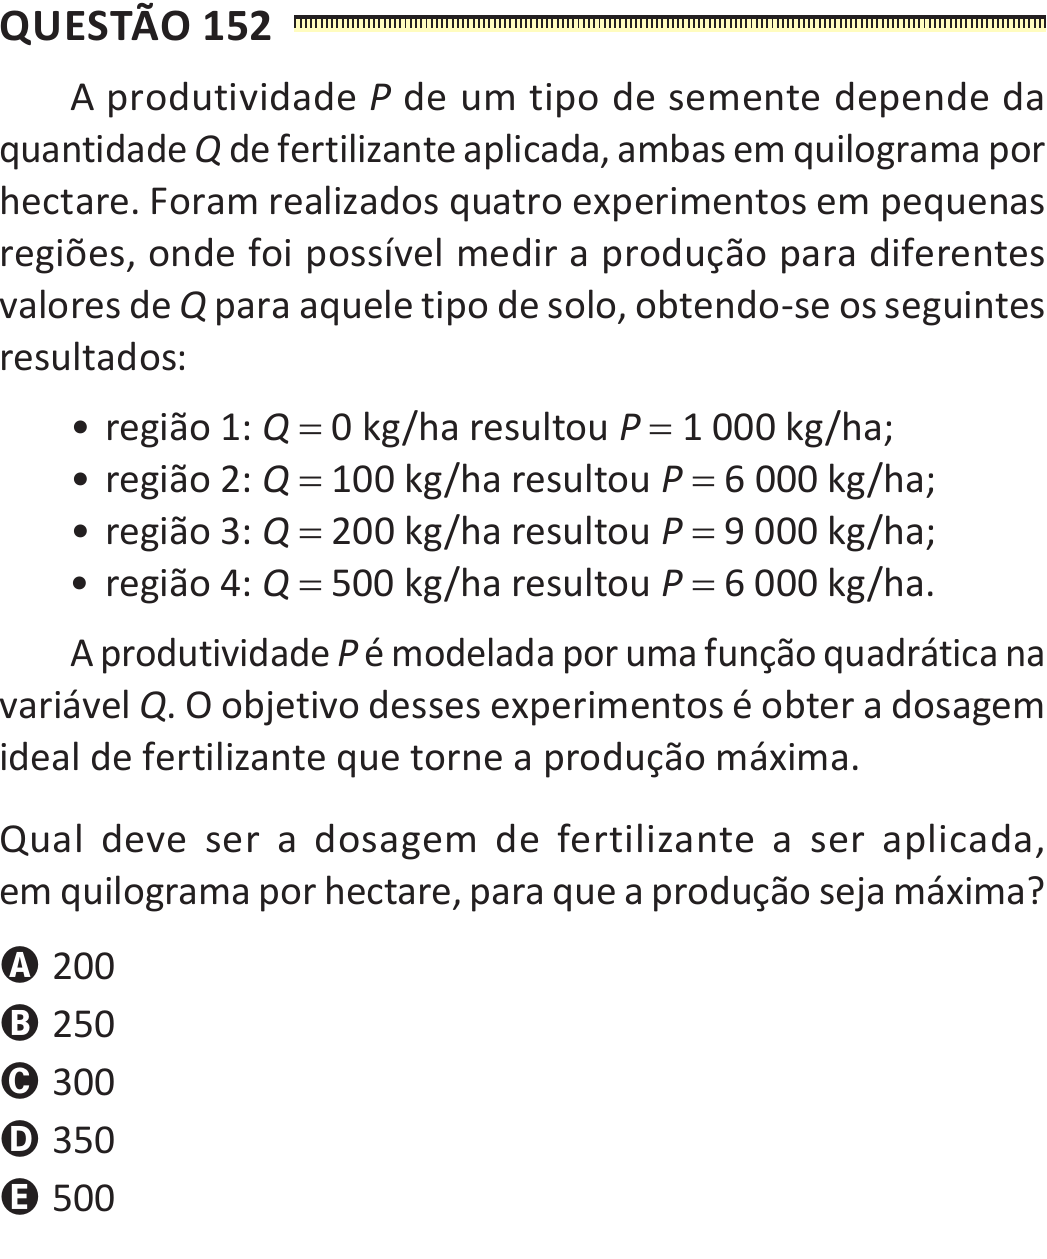 QUESTÃO 152
A produtividade P de um tipo de semente depende da
quantidade Q de fertilizante aplicada, ambas em quilograma por
hectare. Foram realizados quatro experimentos em pequenas
regiões, onde foi possível medir a produção para diferentes
valores de Q para aquele tipo de solo, obtendo-se os seguintes
resultados:
• região 1: Q = 0 kg/ha resultou P = 1 000 kg/ha;
• região 2: Q = 100 kg/ha resultou P = 6 000 kg/ha;
• região 3: Q = 200 kg/ha resultou P = 9 000 kg/ha;
• região 4: Q = 500 kg/ha resultou P = 6 000 kg/ha.
A produtividade P é modelada por uma função quadrática na
variável Q. O objetivo desses experimentos é obter a dosagem
ideal de fertilizante que torne a produção máxima.
Qual deve ser a dosagem de fertilizante a ser aplicada,
em quilograma por hectare, para que a produção seja máxima?
A 200
B 250
C 300
D 350
E 500